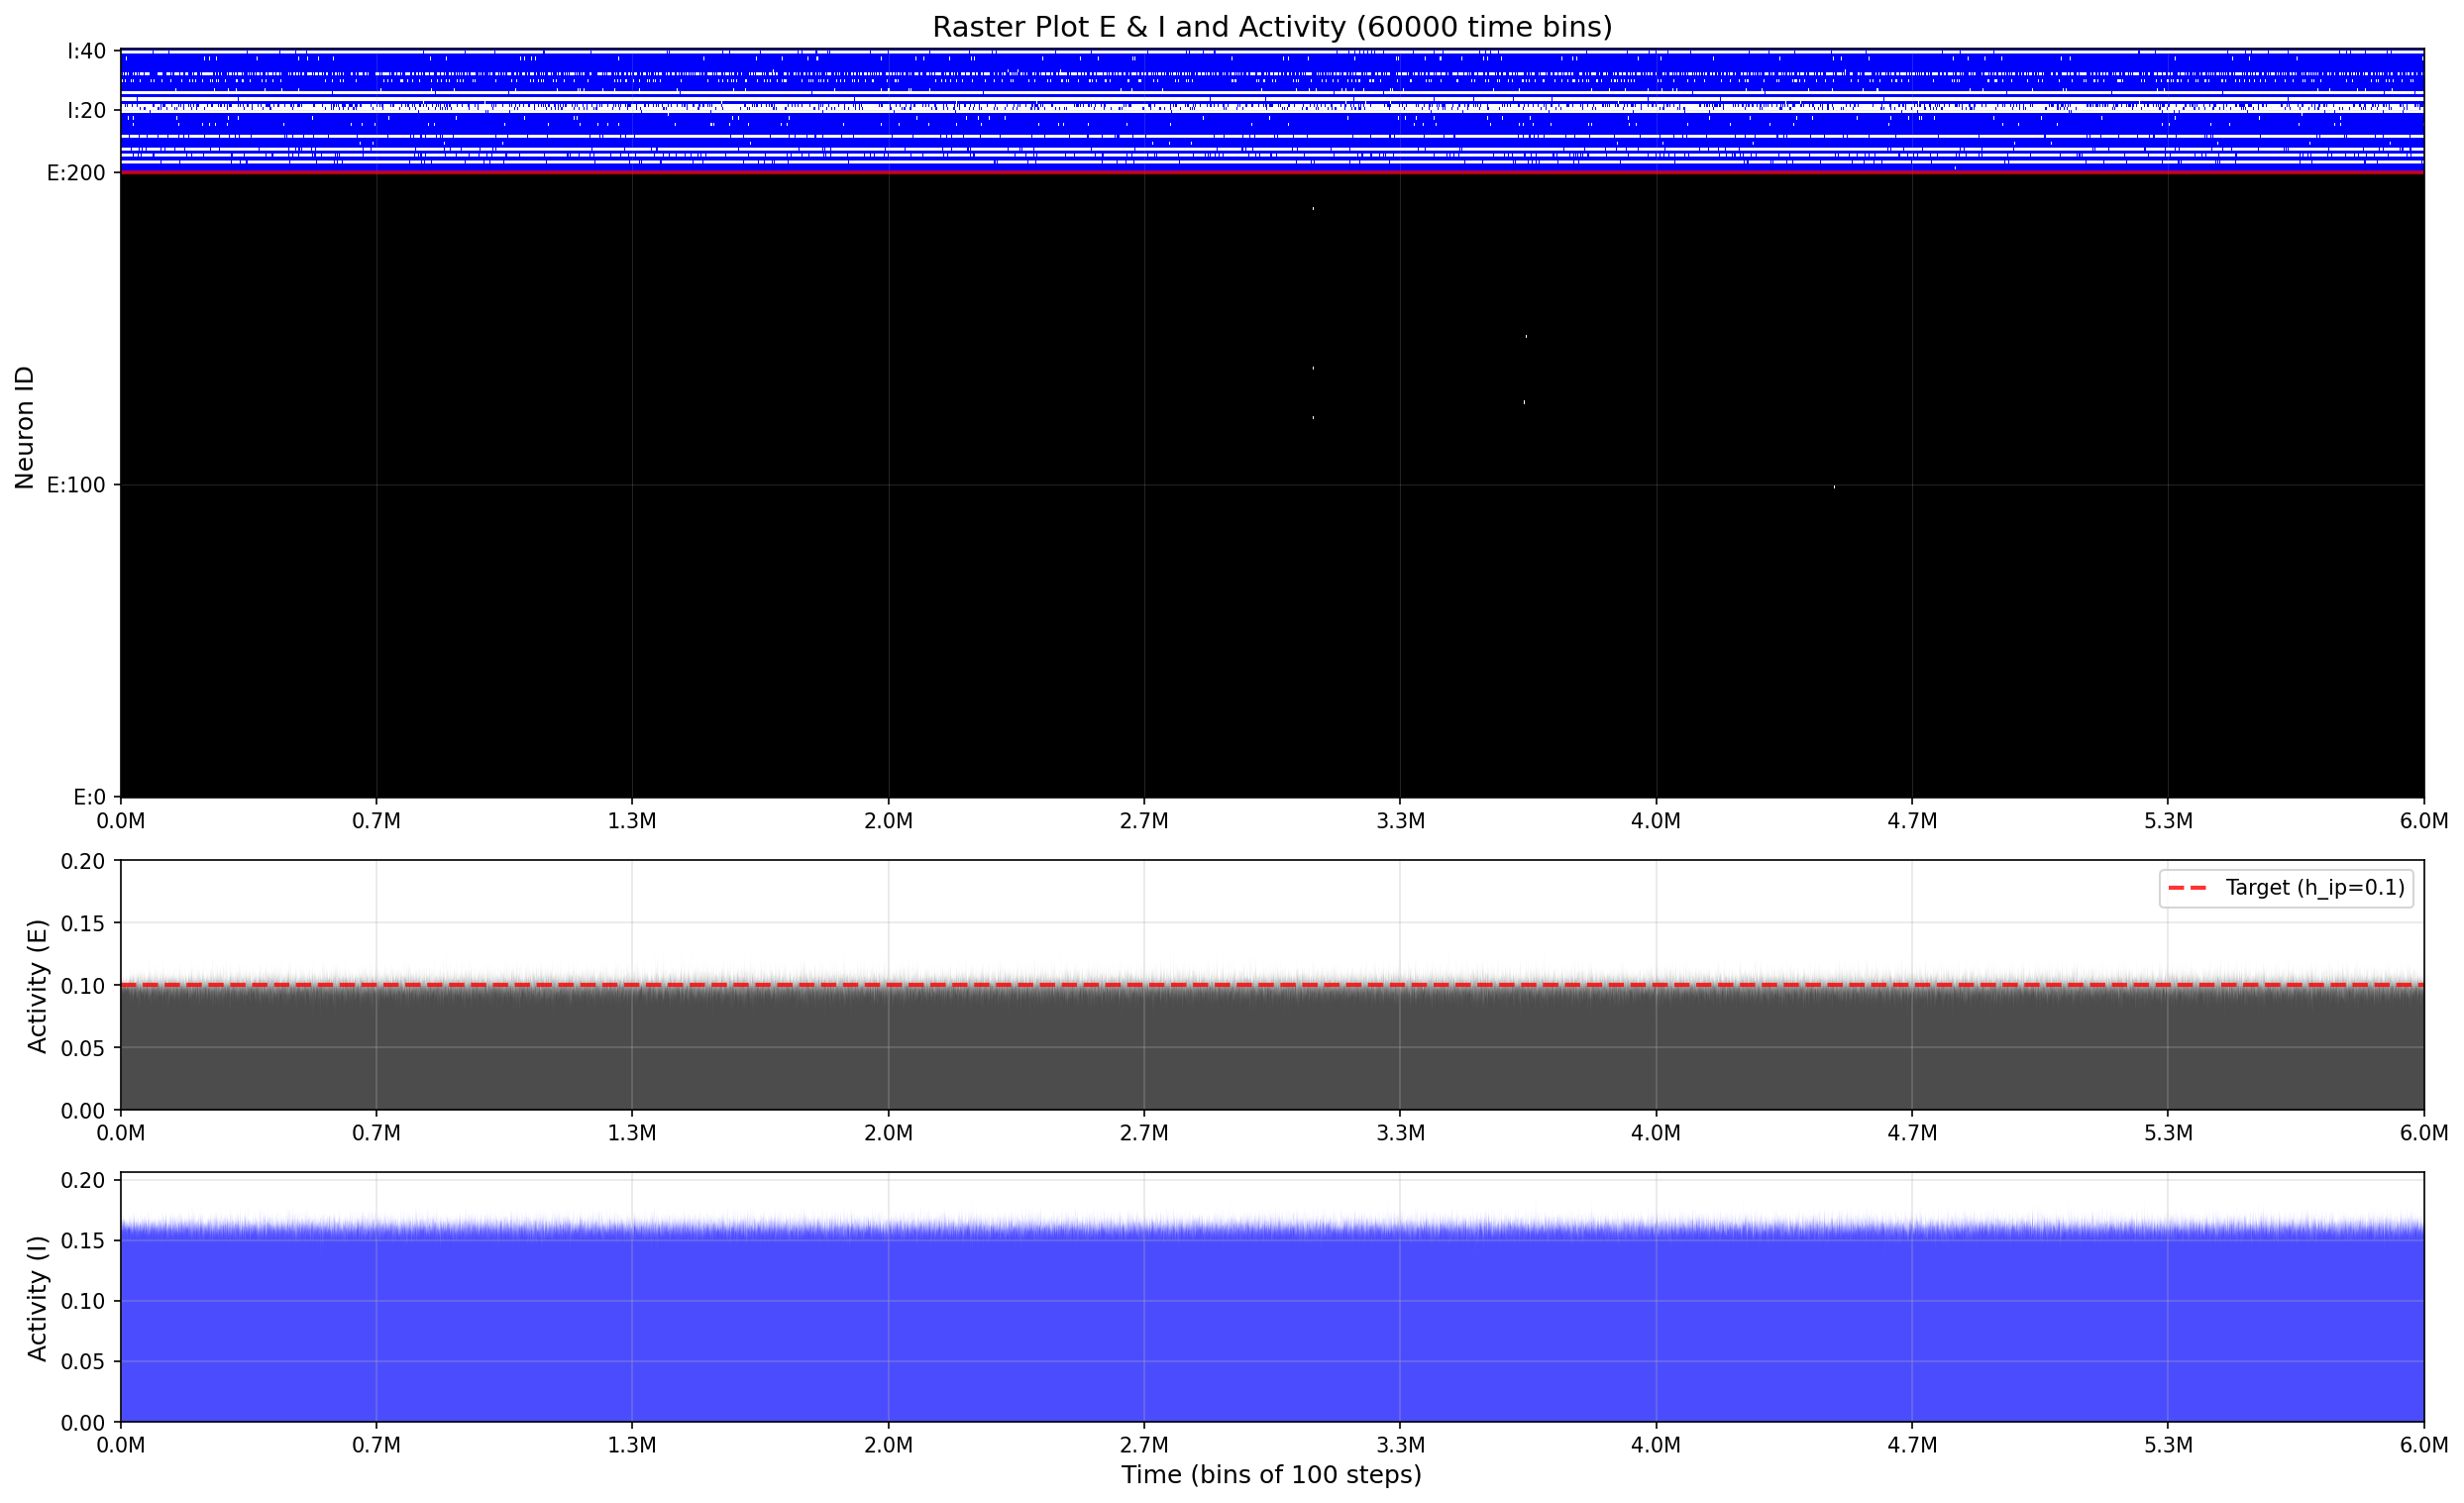 Raster Plot E & I and Activity (60000 time bins)
I:40
I:20
E:200
E:100
E:0
Neuron ID
0.0M 0.7M 1.3M 2.0M 2.7M 3.3M 4.0M 4.7M 5.3M 6.0M
0.20
0.15
0.10
0.05
0.00
Activity (E)
Target (h_ip=0.1)
0.0M 0.7M 1.3M 2.0M 2.7M 3.3M 4.0M 4.7M 5.3M 6.0M
0.20
0.15
0.10
0.05
0.00
Activity (I)
0.0M 0.7M 1.3M 2.0M 2.7M 3.3M 4.0M 4.7M 5.3M 6.0M
Time (bins of 100 steps)